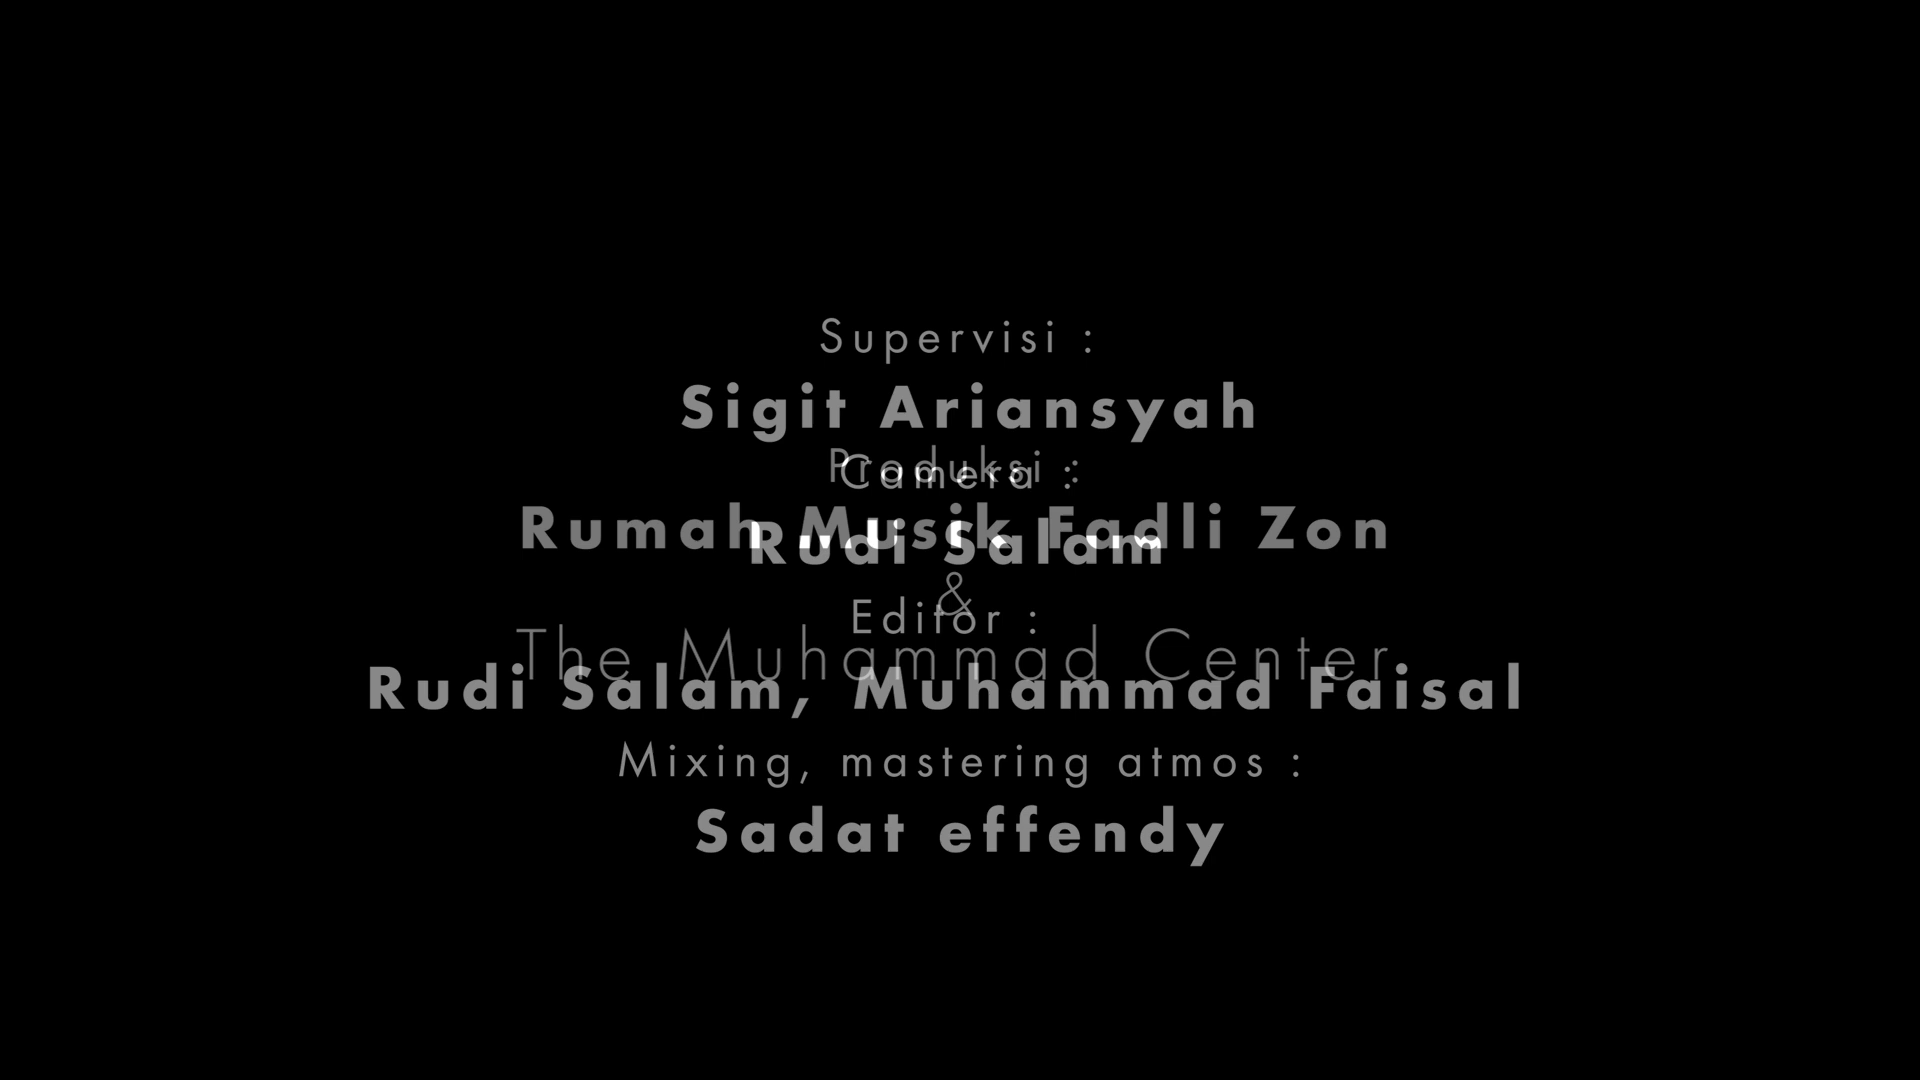 Supervisi :
Sigit Ariansyah
Produksi :
Camera :
Rumah Musik Fadli Zon
Rudi Salam
&
Editor :
The Muhammad Center
Rudi Salam, Muhammad Faisal
Mixing, mastering atmos :
Sadat effendy